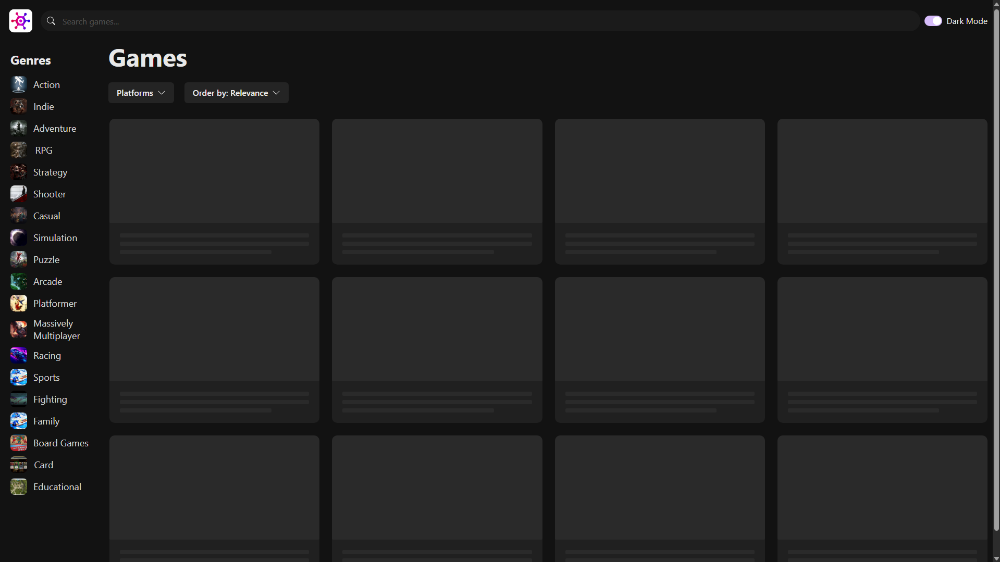 Search games...
Dark Mode
Genres
Action
Indie
Adventure
RPG
Strategy
Shooter
Casual
Simulation
Puzzle
Arcade
Platformer
Massively
Multiplayer
Racing
Sports
Fighting
Family
Board Games
Card
Educational
Games
Platforms
Order by: Relevance